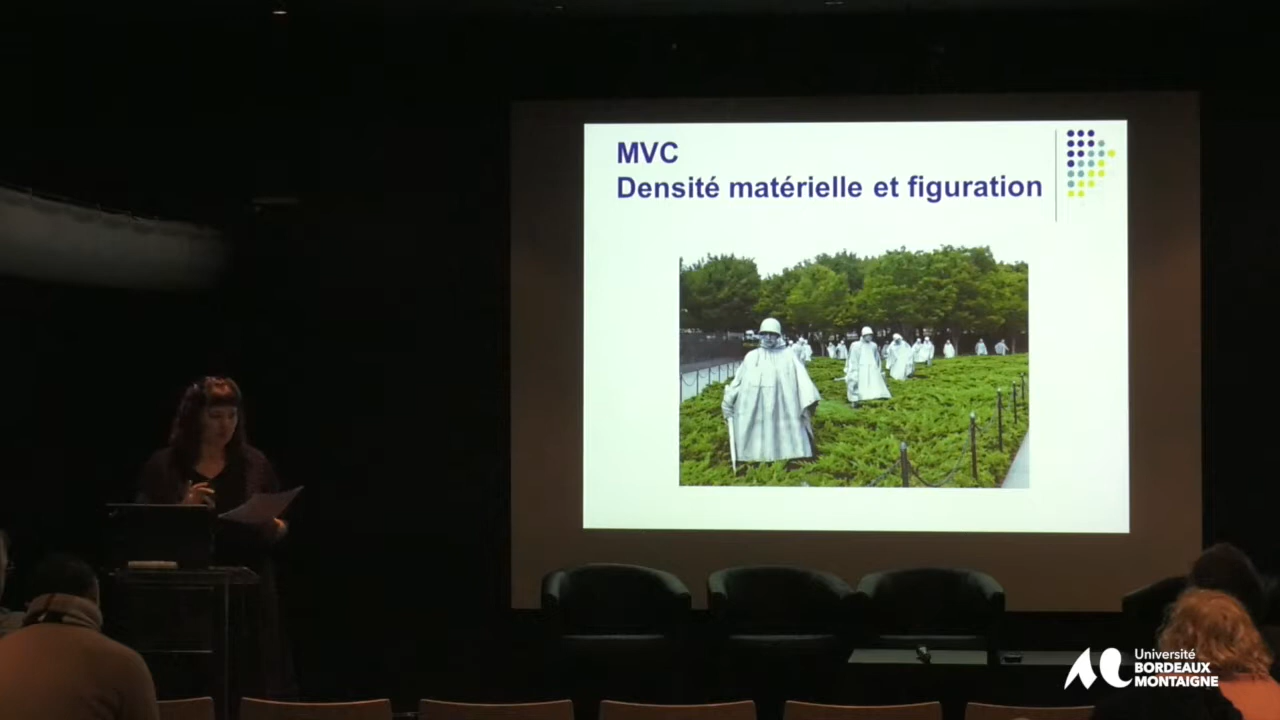 MVC
Densité matérielle et figuration
Université
BORDEAUX
MONTAIGNE